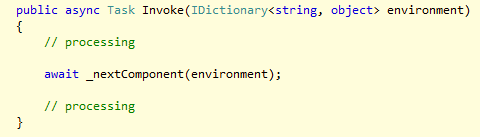 public async Task Invoke(IDictionary<string, object> environment)
{
// processing
await _nextComponent(environment);
// processing
}